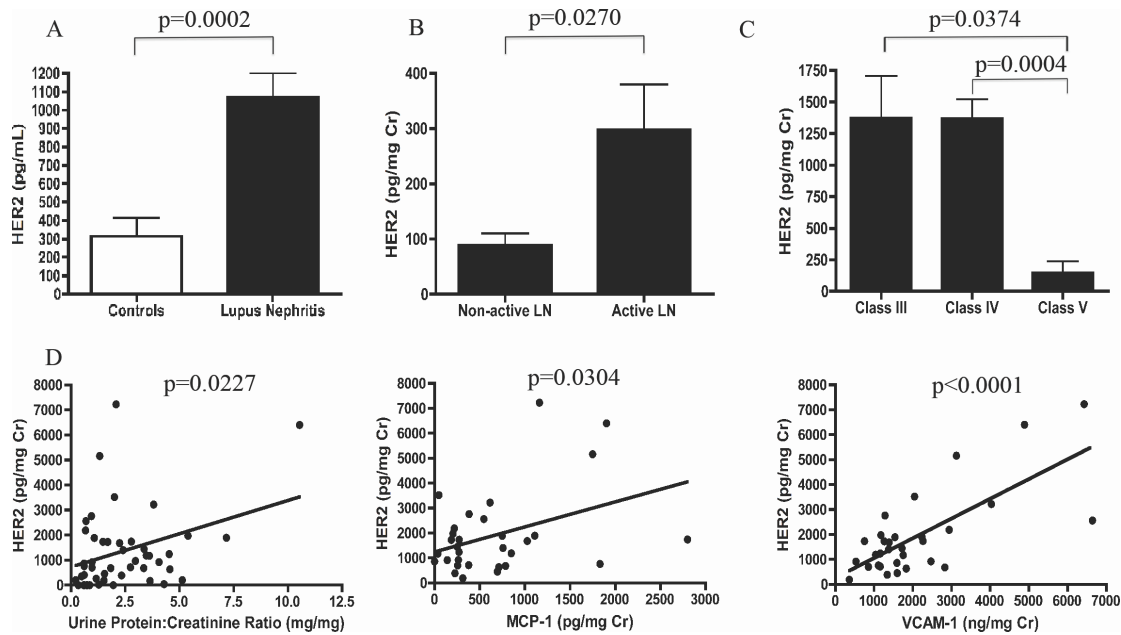 A
p=0.0002
HER2 (pg/mL)
1200
1100
1000
900
800
700
600
500
400
300
200
100
0
Controls
Lupus Nephritis
B
p=0.0270
HER2 (pg/mg Cr)
400
300
200
100
0
Non-active LN
Active LN
C
p=0.0374
p=0.0004
HER2 (pg/mg Cr)
1750
1500
1250
1000
750
500
250
0
Class III
Class IV
Class V
D
p=0.0227
HER2 (pg/mg Cr)
8000
7000
6000
5000
4000
3000
2000
1000
0
0.0 2.5 5.0 7.5 10.0 12.5
Urine Protein:Creatinine Ratio (mg/mg)
p=0.0304
HER2 (pg/mg Cr)
8000
7000
6000
5000
4000
3000
2000
1000
0
0 1000 2000 3000
MCP-1 (pg/mg Cr)
p<0.0001
HER2 (pg/mg Cr)
8000
7000
6000
5000
4000
3000
2000
1000
0
0 1000 2000 3000 4000 5000 6000 7000
VCAM-1 (ng/mg Cr)